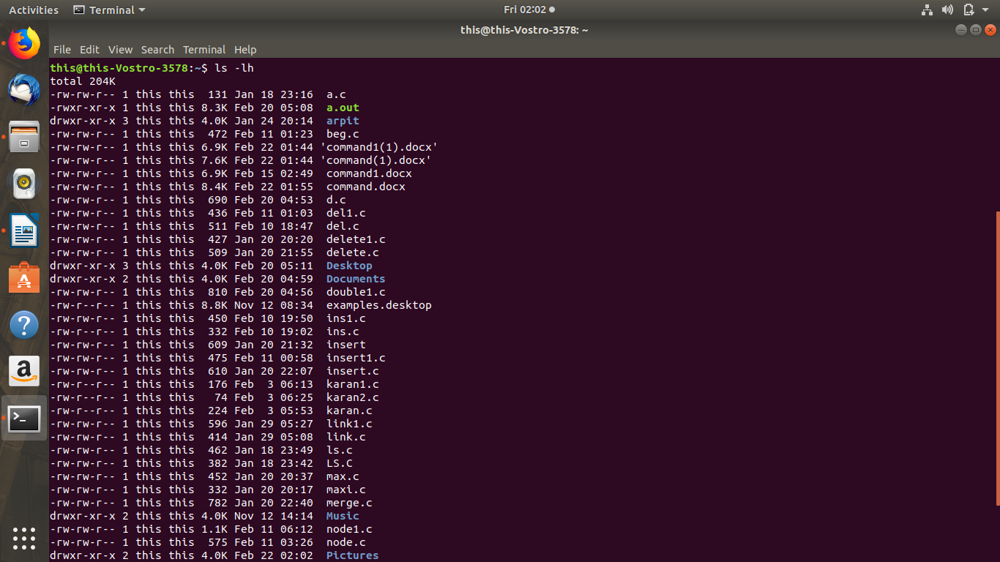 Activities Terminal Fri 02:02
this@this-Vostro-3578: ~
File Edit View Search Terminal Help
this@this-Vostro-3578:~$ ls -lh
total 204K
-rw-rw-r-- 1 this this  131 Jan 18 23:16  a.c
-rwxr-xr-x 1 this this 8.3K Feb 20 05:08  a.out
drwxr-xr-x 3 this this 4.0K Jan 24 20:14  arpit
-rw-rw-r-- 1 this this  472 Feb 11 01:23  beg.c
-rw-rw-r-- 1 this this 6.9K Feb 22 01:44 'command1(1).docx'
-rw-rw-r-- 1 this this 7.6K Feb 22 01:44 'command(1).docx'
-rw-rw-r-- 1 this this 6.9K Feb 15 02:49  command1.docx
-rw-rw-r-- 1 this this 8.4K Feb 22 01:55  command.docx
-rw-rw-r-- 1 this this  690 Feb 20 04:53  d.c
-rw-rw-r-- 1 this this  436 Feb 11 01:03  del1.c
-rw-rw-r-- 1 this this  511 Feb 10 18:47  del.c
-rw-rw-r-- 1 this this  427 Jan 20 20:20  delete1.c
-rw-rw-r-- 1 this this  509 Jan 20 21:55  delete.c
drwxr-xr-x 3 this this 4.0K Feb 20 05:11  Desktop
drwxr-xr-x 2 this this 4.0K Feb 20 04:59  Documents
-rw-rw-r-- 1 this this  810 Feb 20 04:56  double1.c
-rw-r--r-- 1 this this 8.8K Nov 12 08:34  examples.desktop
-rw-rw-r-- 1 this this  450 Feb 10 19:50  ins1.c
-rw-r--r-- 1 this this  332 Feb 10 19:02  ins.c
-rw-rw-r-- 1 this this  609 Jan 20 21:32  insert
-rw-rw-r-- 1 this this  475 Feb 11 00:58  insert1.c
-rw-rw-r-- 1 this this  610 Jan 20 22:07  insert.c
-rw-r--r-- 1 this this  176 Feb  3 06:13  karan1.c
-rw-r--r-- 1 this this   74 Feb  3 06:25  karan2.c
-rw-r--r-- 1 this this  224 Feb  3 05:53  karan.c
-rw-rw-r-- 1 this this  596 Jan 29 05:27  link1.c
-rw-rw-r-- 1 this this  414 Jan 29 05:08  link.c
-rw-rw-r-- 1 this this  462 Jan 18 23:49  ls.c
-rw-rw-r-- 1 this this  382 Jan 18 23:42  LS.C
-rw-rw-r-- 1 this this  452 Jan 20 20:37  max.c
-rw-rw-r-- 1 this this  332 Jan 20 20:17  maxi.c
-rw-rw-r-- 1 this this  782 Jan 20 22:40  merge.c
drwxr-xr-x 2 this this 4.0K Nov 12 14:14  Music
-rw-rw-r-- 1 this this 1.1K Feb 11 06:12  node1.c
-rw-rw-r-- 1 this this  575 Feb 11 03:26  node.c
drwxr-xr-x 2 this this 4.0K Feb 22 02:02  Pictures